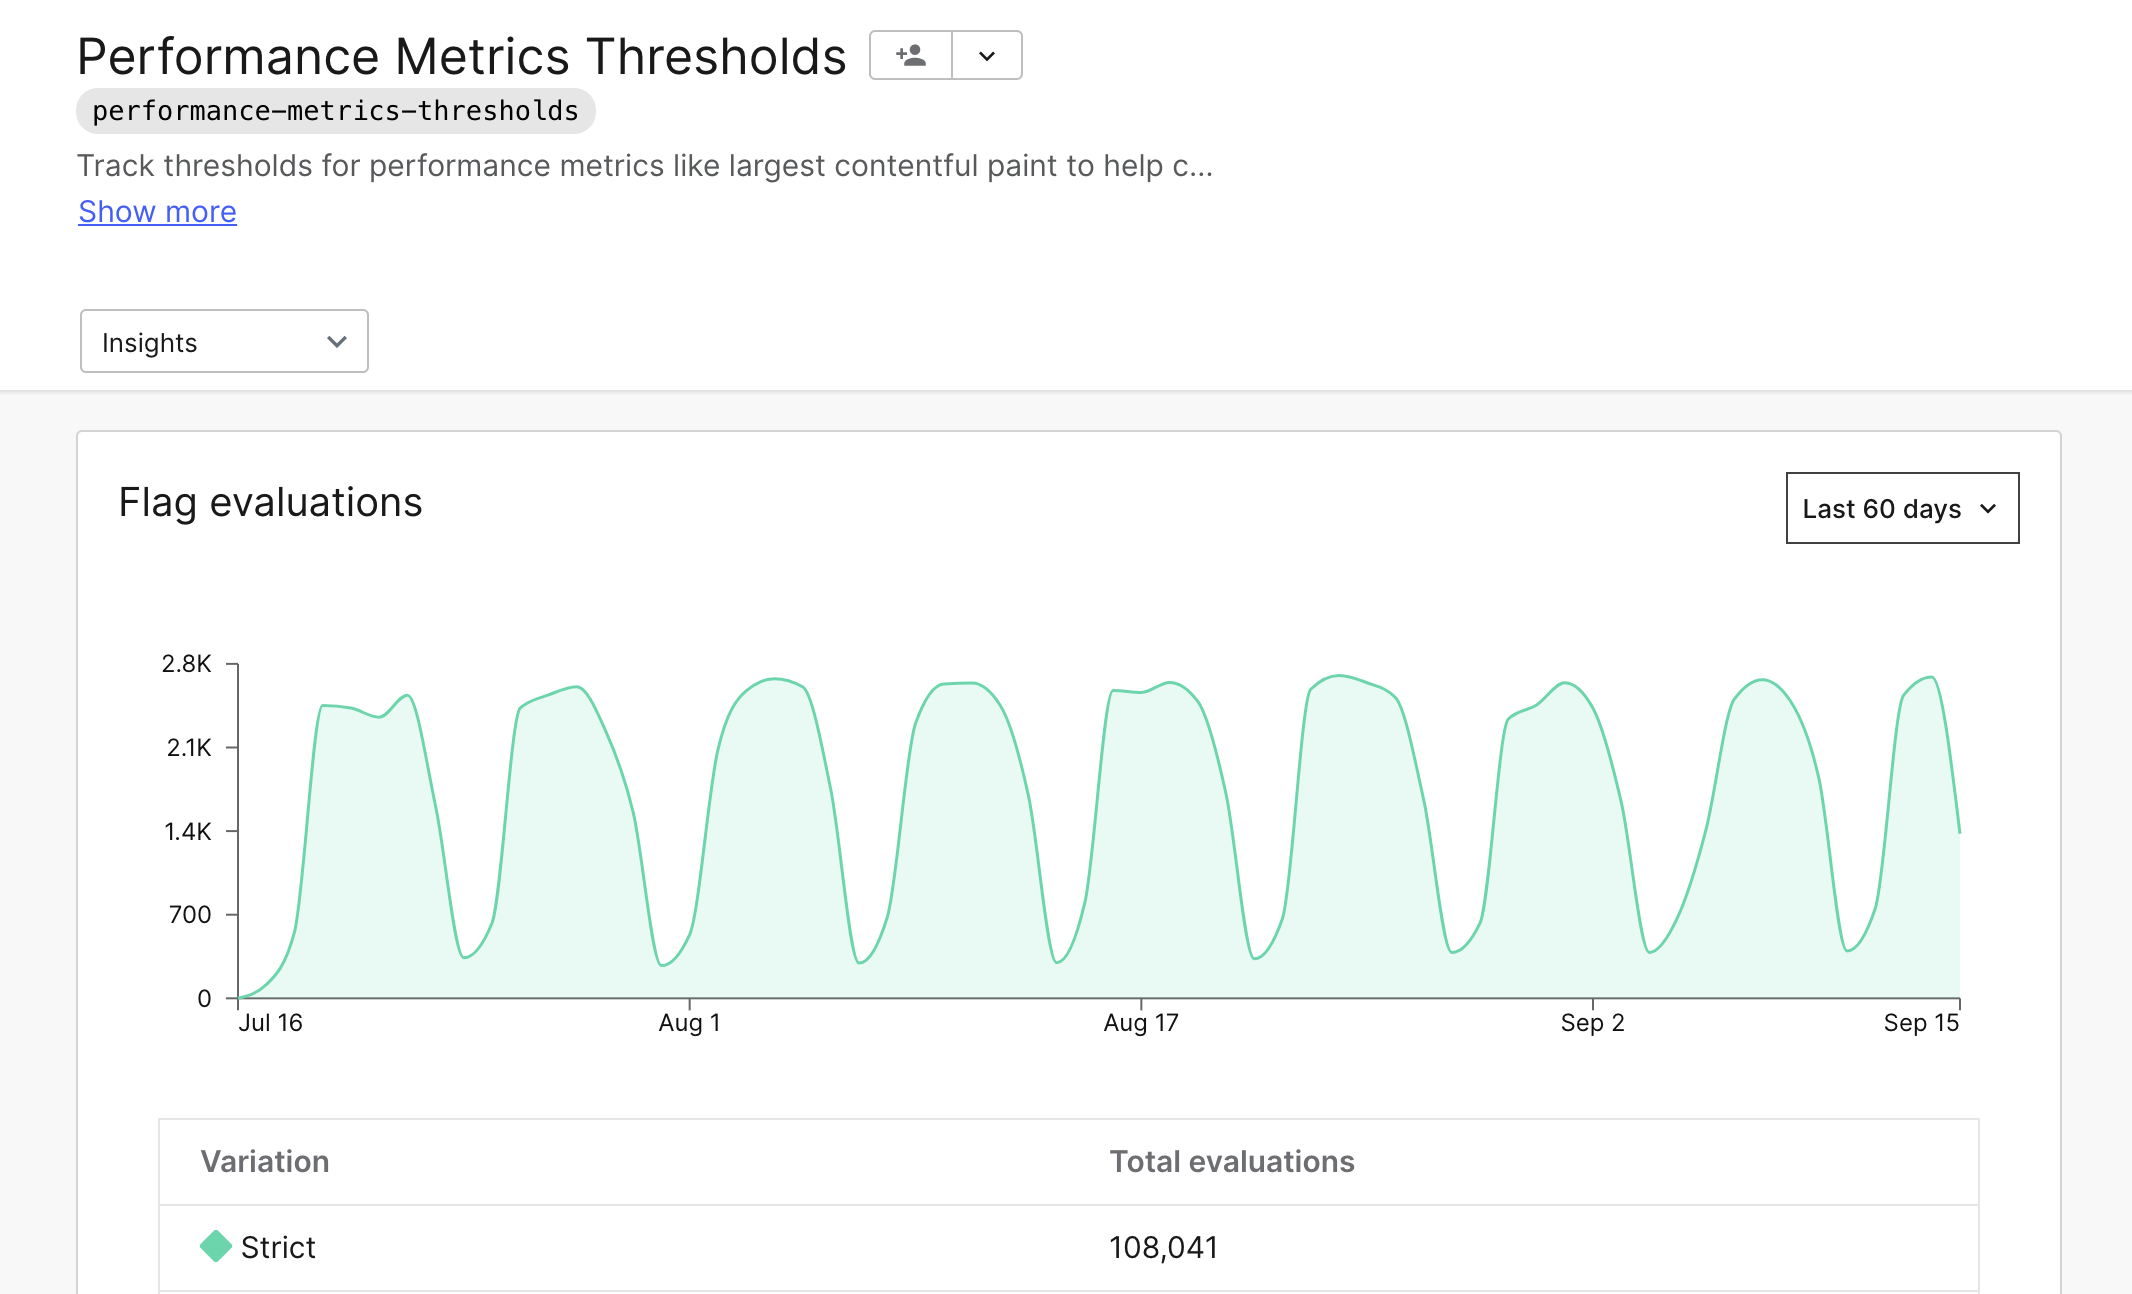 Performance Metrics Thresholds
performance-metrics-thresholds
Track thresholds for performance metrics like largest contentful paint to help c...
Show more
Insights
Flag evaluations
Last 60 days
2.8K
2.1K
1.4K
700
0
Jul 16
Aug 1
Aug 17
Sep 2
Sep 15
Variation
Total evaluations
Strict
108,041